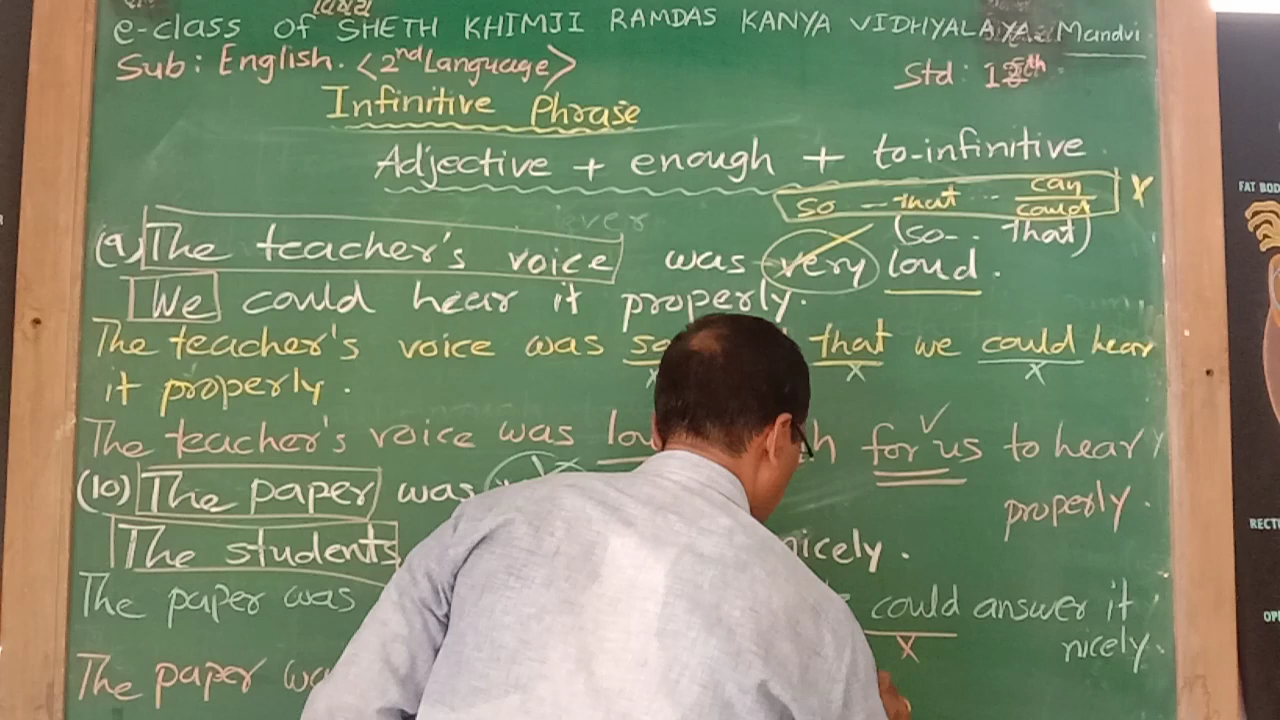 e-class of SHETH KHIMJI RAMDAS KANYA VIDHYALAYA - Mandvi
Sub: English. <2nd Language>
Std: 12th
Infinitive Phrase
Adjective + enough + to-infinitive
so - that -- can could
(so-- that)
(9) The teacher's voice was very loud.
We could hear it properly.
The teacher's voice was so that we could hear
it properly.
The teacher's voice was for us to hear
properly.
(10) The paper was
The students nicely.
The paper was could answer it
nicely.
The paper
FAT BOD
RECT